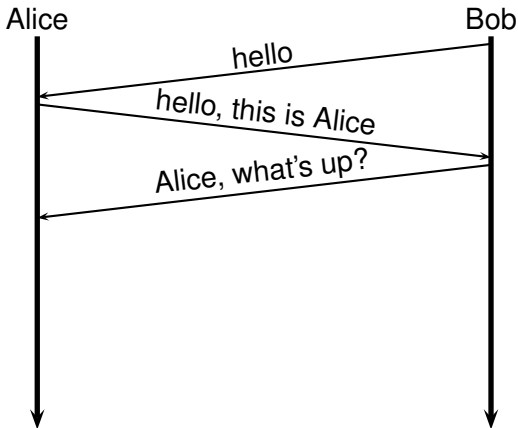 Alice
Bob
hello
hello, this is Alice
Alice, what's up?